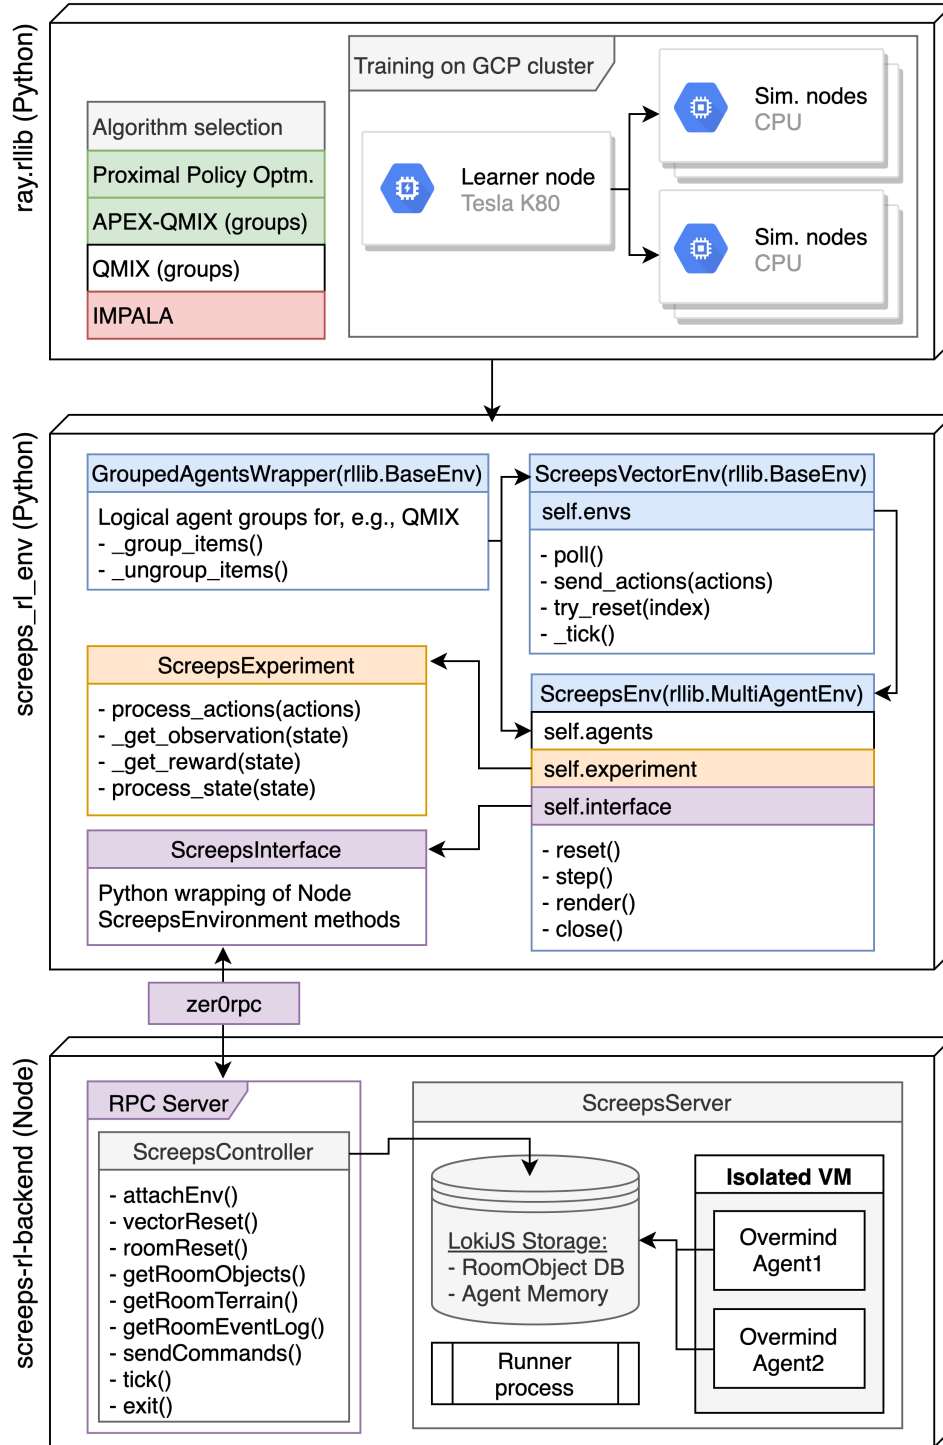 ray.rllib (Python)
Training on GCP cluster
Algorithm selection
Proximal Policy Optm.
APEX-QMIX (groups)
QMIX (groups)
IMPALA
Learner node
Tesla K80
Sim. nodes
CPU
Sim. nodes
CPU
screeps_rl_env (Python)
GroupedAgentsWrapper(rllib.BaseEnv)
Logical agent groups for, e.g., QMIX
- _group_items()
- _ungroup_items()
ScreepsVectorEnv(rllib.BaseEnv)
self.envs
- poll()
- send_actions(actions)
- try_reset(index)
- _tick()
ScreepsExperiment
- process_actions(actions)
- _get_observation(state)
- _get_reward(state)
- process_state(state)
ScreepsEnv(rllib.MultiAgentEnv)
self.agents
self.experiment
self.interface
- reset()
- step()
- render()
- close()
ScreepsInterface
Python wrapping of Node
ScreepsEnvironment methods
zer0rpc
screeps-rl-backend (Node)
RPC Server
ScreepsController
- attachEnv()
- vectorReset()
- roomReset()
- getRoomObjects()
- getRoomTerrain()
- getRoomEventLog()
- sendCommands()
- tick()
- exit()
ScreepsServer
LokiJS Storage:
- RoomObject DB
- Agent Memory
Runner
process
Isolated VM
Overmind
Agent1
Overmind
Agent2